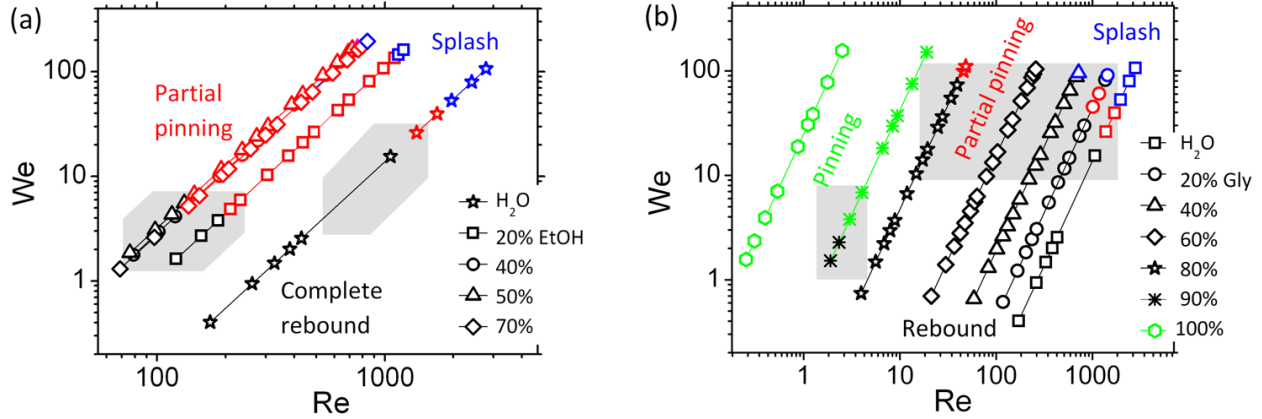 (a)
We
100
10
1
100
1000
Re
Partial
pinning
Splash
Complete
rebound
H₂O
20% EtOH
40%
50%
70%
(b)
We
100
10
1
1
10
100
1000
Re
Pinning
Partial pinning
Splash
Rebound
H₂O
20% Gly
40%
60%
80%
90%
100%